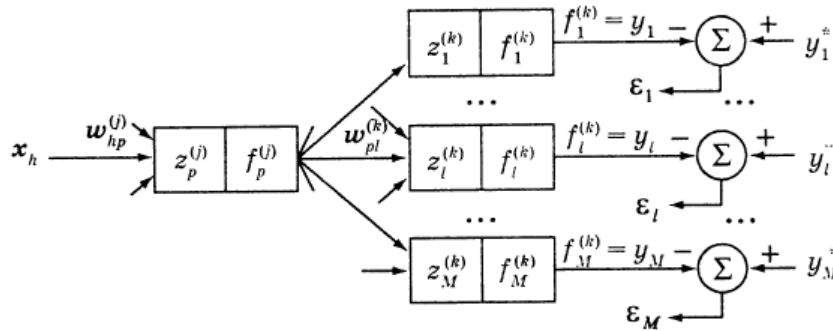 z_1^{(k)} f_1^{(k)} f_1^{(k)} = y_1 − Σ + y_1^*
ε_1
... ...
x_h w_{hp}^{(j)} z_p^{(j)} f_p^{(j)} w_{pl}^{(k)} z_l^{(k)} f_l^{(k)} f_l^{(k)} = y_l − Σ + y_l^*
ε_l
... ...
z_M^{(k)} f_M^{(k)} f_M^{(k)} = y_M − Σ + y_M^*
ε_M